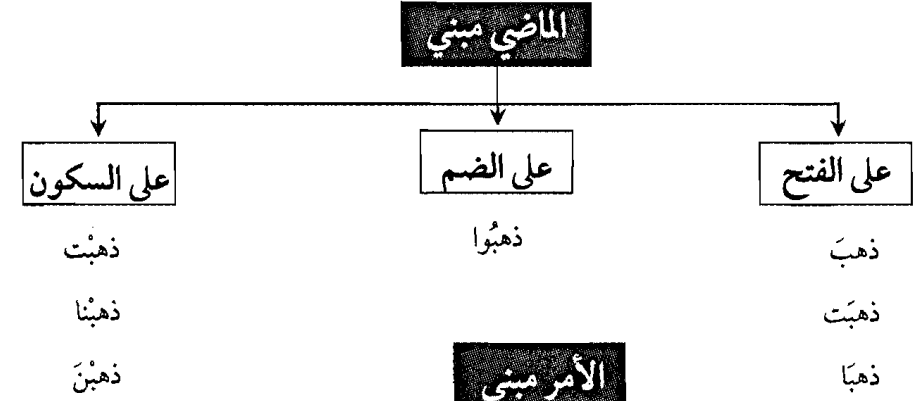 الماضي مبني
على الفتح
على الضم
على السكون
ذهبَ
ذهبُوا
ذهبْت
ذهبَت
ذهبْنا
ذهبَا
ذهبْنَ
الأمر مبني